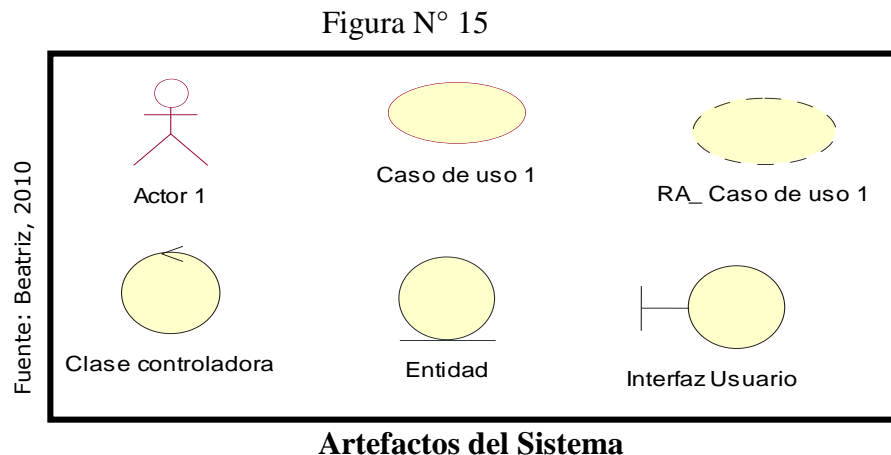 Figura N° 15
Fuente: Beatriz, 2010
Actor 1
Caso de uso 1
RA_ Caso de uso 1
Clase controladora
Entidad
Interfaz Usuario
Artefactos del Sistema